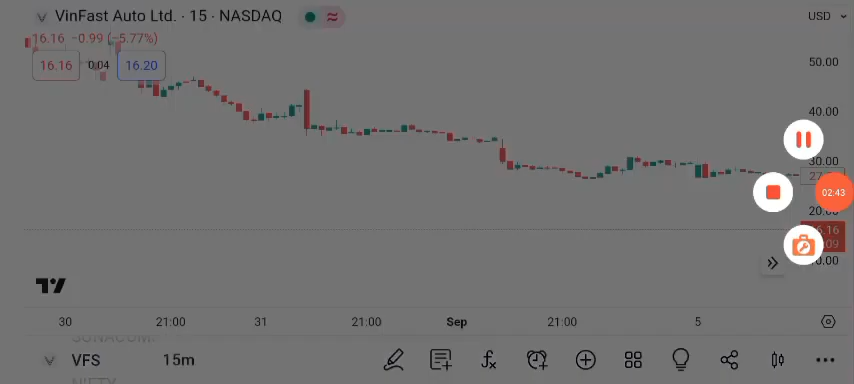 VinFast Auto Ltd. · 15 · NASDAQ
USD
16.16 −0.99 (−5.77%)
16.16
0.04
16.20
50.00
40.00
30.00
02:43
20.00
16.16
30
21:00
31
21:00
Sep
21:00
5
VFS
15m
NIFTY